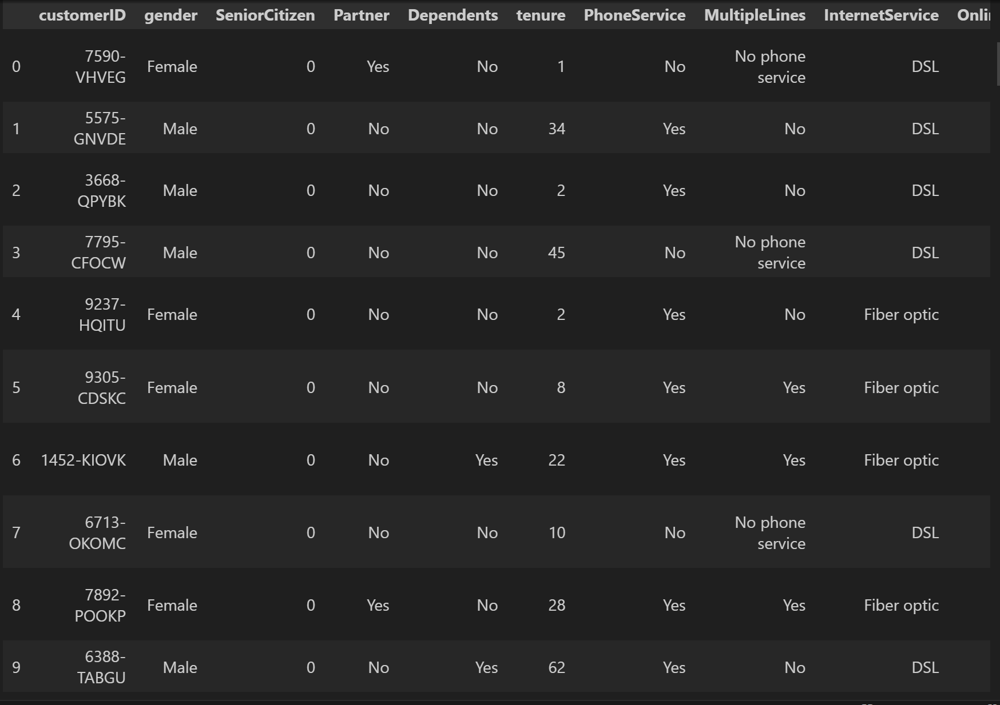 customerID gender SeniorCitizen Partner Dependents tenure PhoneService MultipleLines InternetService Onli
0 7590-VHVEG Female 0 Yes No 1 No No phone service DSL
1 5575-GNVDE Male 0 No No 34 Yes No DSL
2 3668-QPYBK Male 0 No No 2 Yes No DSL
3 7795-CFOCW Male 0 No No 45 No No phone service DSL
4 9237-HQITU Female 0 No No 2 Yes No Fiber optic
5 9305-CDSKC Female 0 No No 8 Yes Yes Fiber optic
6 1452-KIOVK Male 0 No Yes 22 Yes Yes Fiber optic
7 6713-OKOMC Female 0 No No 10 No No phone service DSL
8 7892-POOKP Female 0 Yes No 28 Yes Yes Fiber optic
9 6388-TABGU Male 0 No Yes 62 Yes No DSL